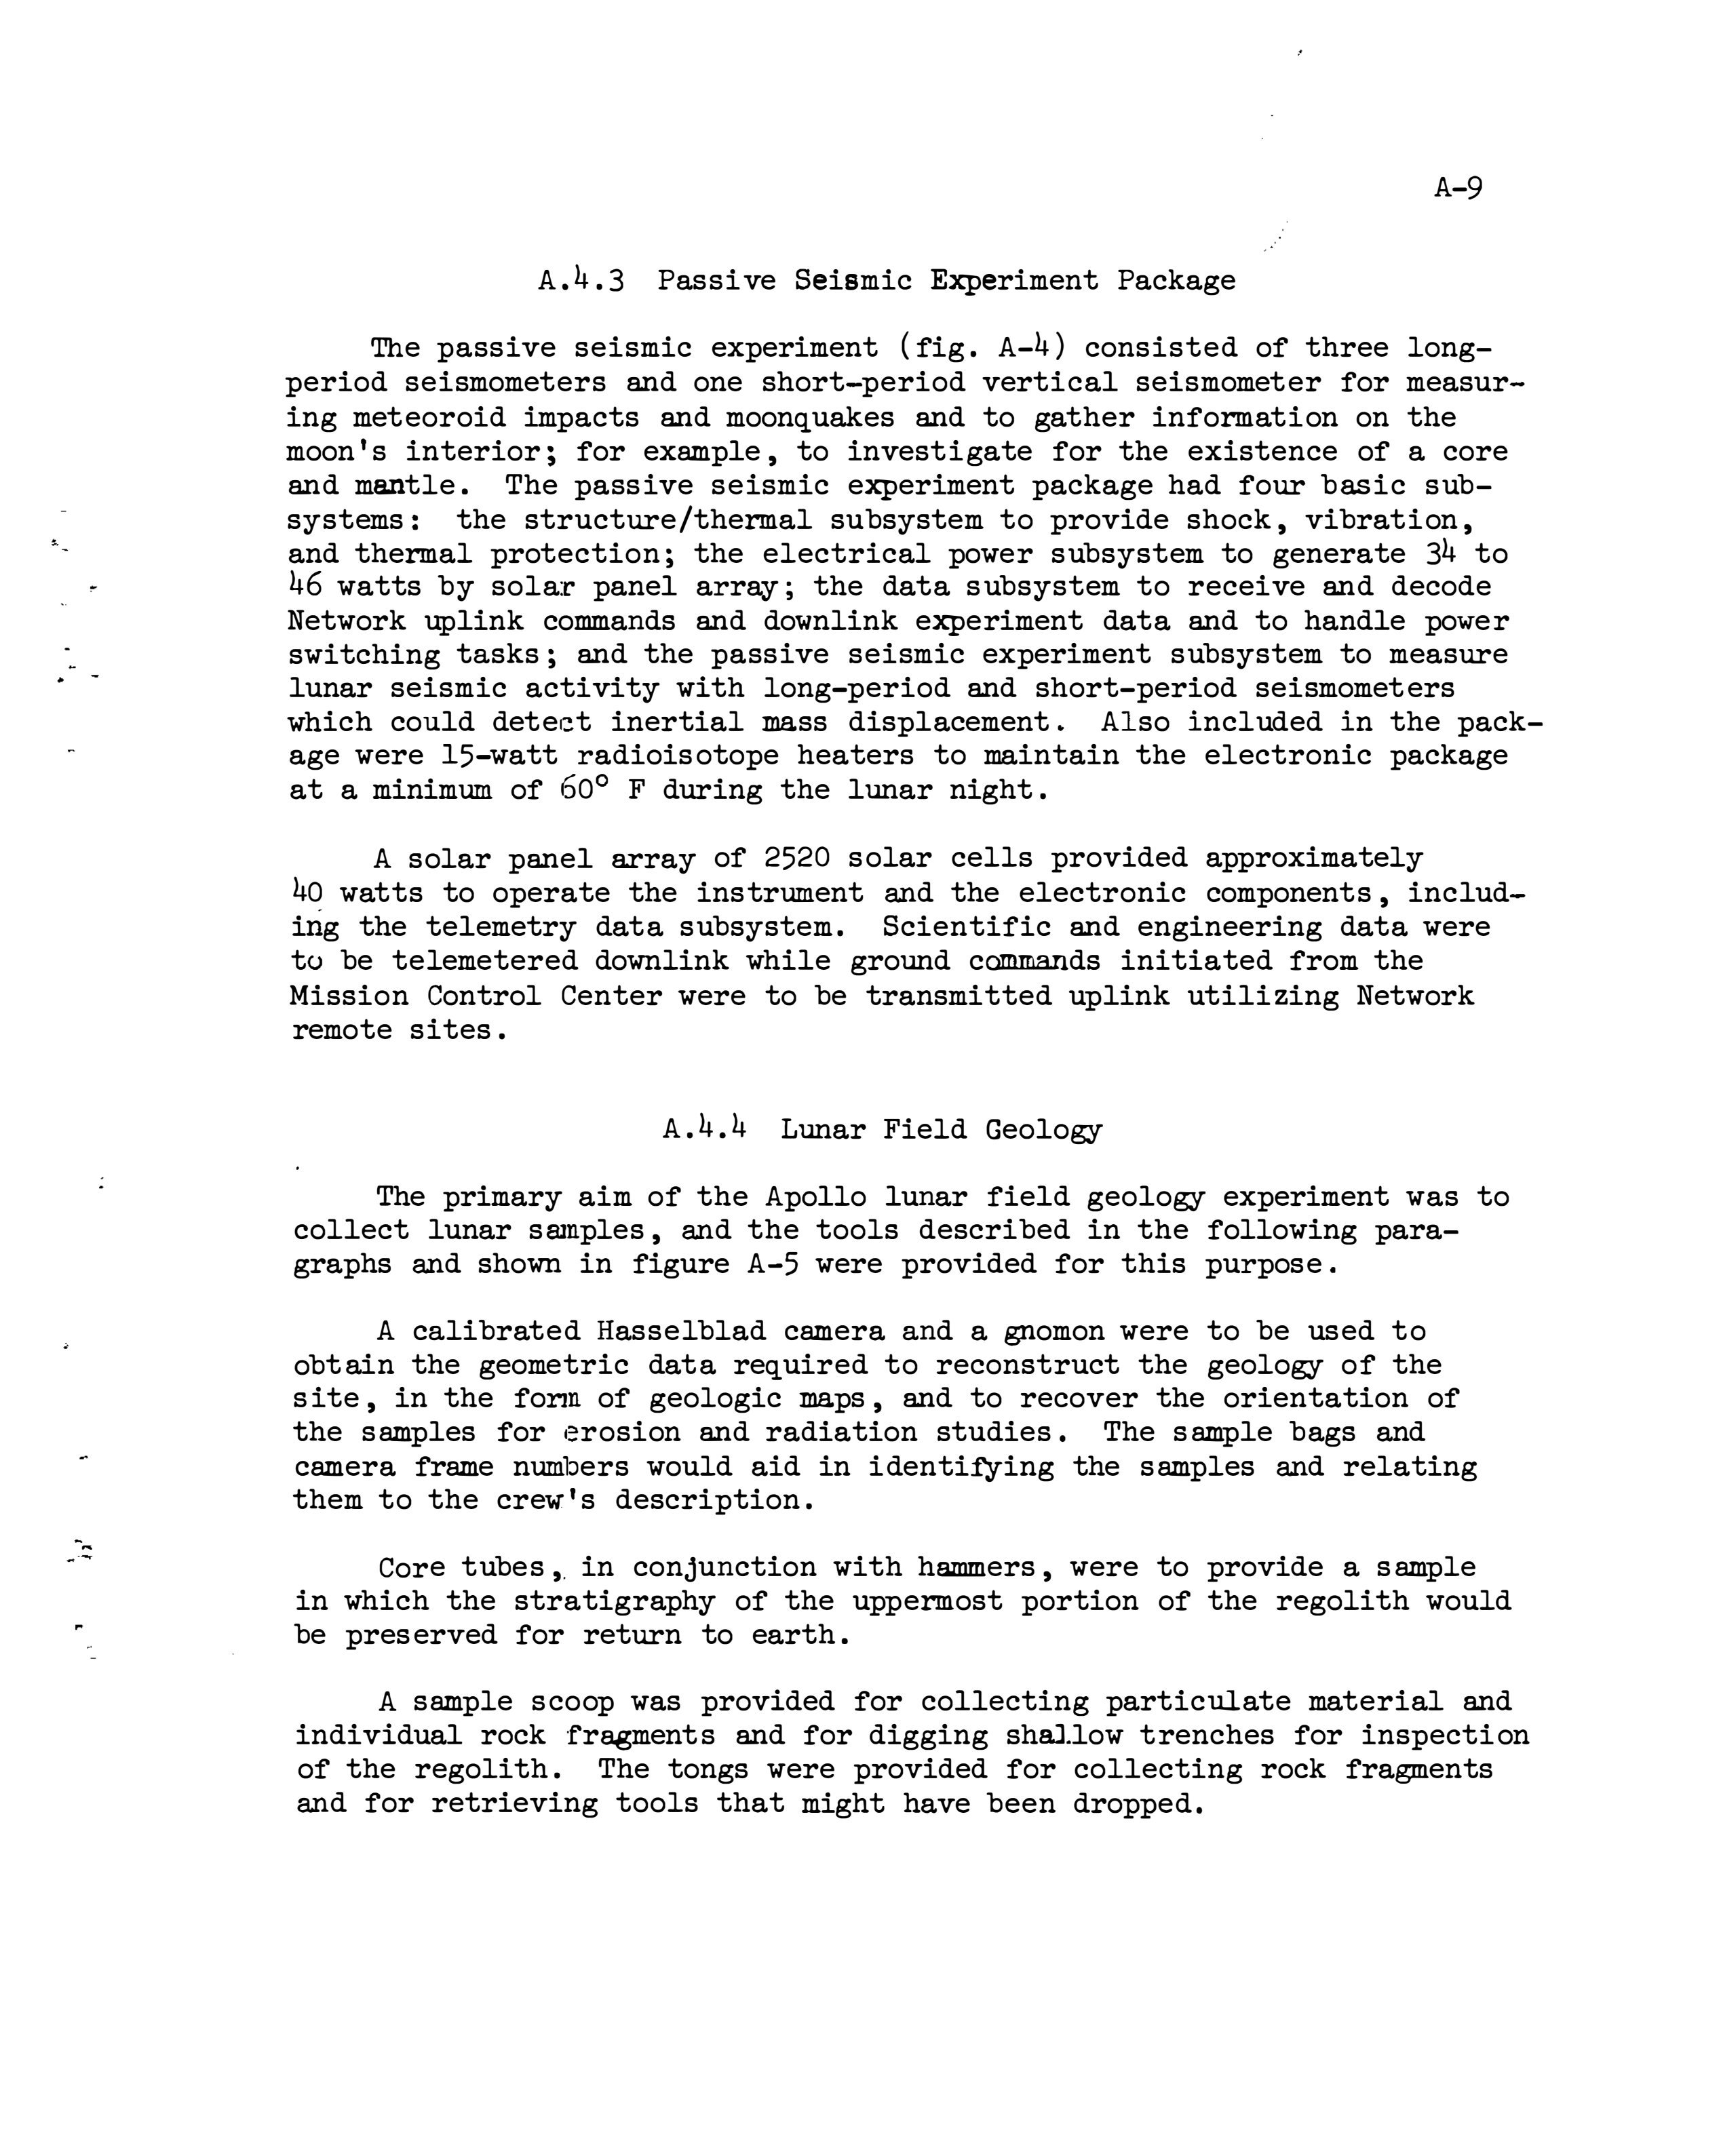 A-9
A.4.3 Passive Seismic Experiment Package
The passive seismic experiment (fig. A-4) consisted of three long-
period seismometers and one short-period vertical seismometer for measur-
ing meteoroid impacts and moonquakes and to gather information on the
moon's interior; for example, to investigate for the existence of a core
and mantle. The passive seismic experiment package had four basic sub-
systems: the structure/thermal subsystem to provide shock, vibration,
and thermal protection; the electrical power subsystem to generate 34 to
46 watts by solar panel array; the data subsystem to receive and decode
Network uplink commands and downlink experiment data and to handle power
switching tasks; and the passive seismic experiment subsystem to measure
lunar seismic activity with long-period and short-period seismometers
which could detect inertial mass displacement. Also included in the pack-
age were 15-watt radioisotope heaters to maintain the electronic package
at a minimum of 60° F during the lunar night.
A solar panel array of 2520 solar cells provided approximately
40 watts to operate the instrument and the electronic components, includ-
ing the telemetry data subsystem. Scientific and engineering data were
to be telemetered downlink while ground commands initiated from the
Mission Control Center were to be transmitted uplink utilizing Network
remote sites.
A.4.4 Lunar Field Geology
The primary aim of the Apollo lunar field geology experiment was to
collect lunar samples, and the tools described in the following para-
graphs and shown in figure A-5 were provided for this purpose.
A calibrated Hasselblad camera and a gnomon were to be used to
obtain the geometric data required to reconstruct the geology of the
site, in the form of geologic maps, and to recover the orientation of
the samples for erosion and radiation studies. The sample bags and
camera frame numbers would aid in identifying the samples and relating
them to the crew's description.
Core tubes, in conjunction with hammers, were to provide a sample
in which the stratigraphy of the uppermost portion of the regolith would
be preserved for return to earth.
A sample scoop was provided for collecting particulate material and
individual rock fragments and for digging shallow trenches for inspection
of the regolith. The tongs were provided for collecting rock fragments
and for retrieving tools that might have been dropped.